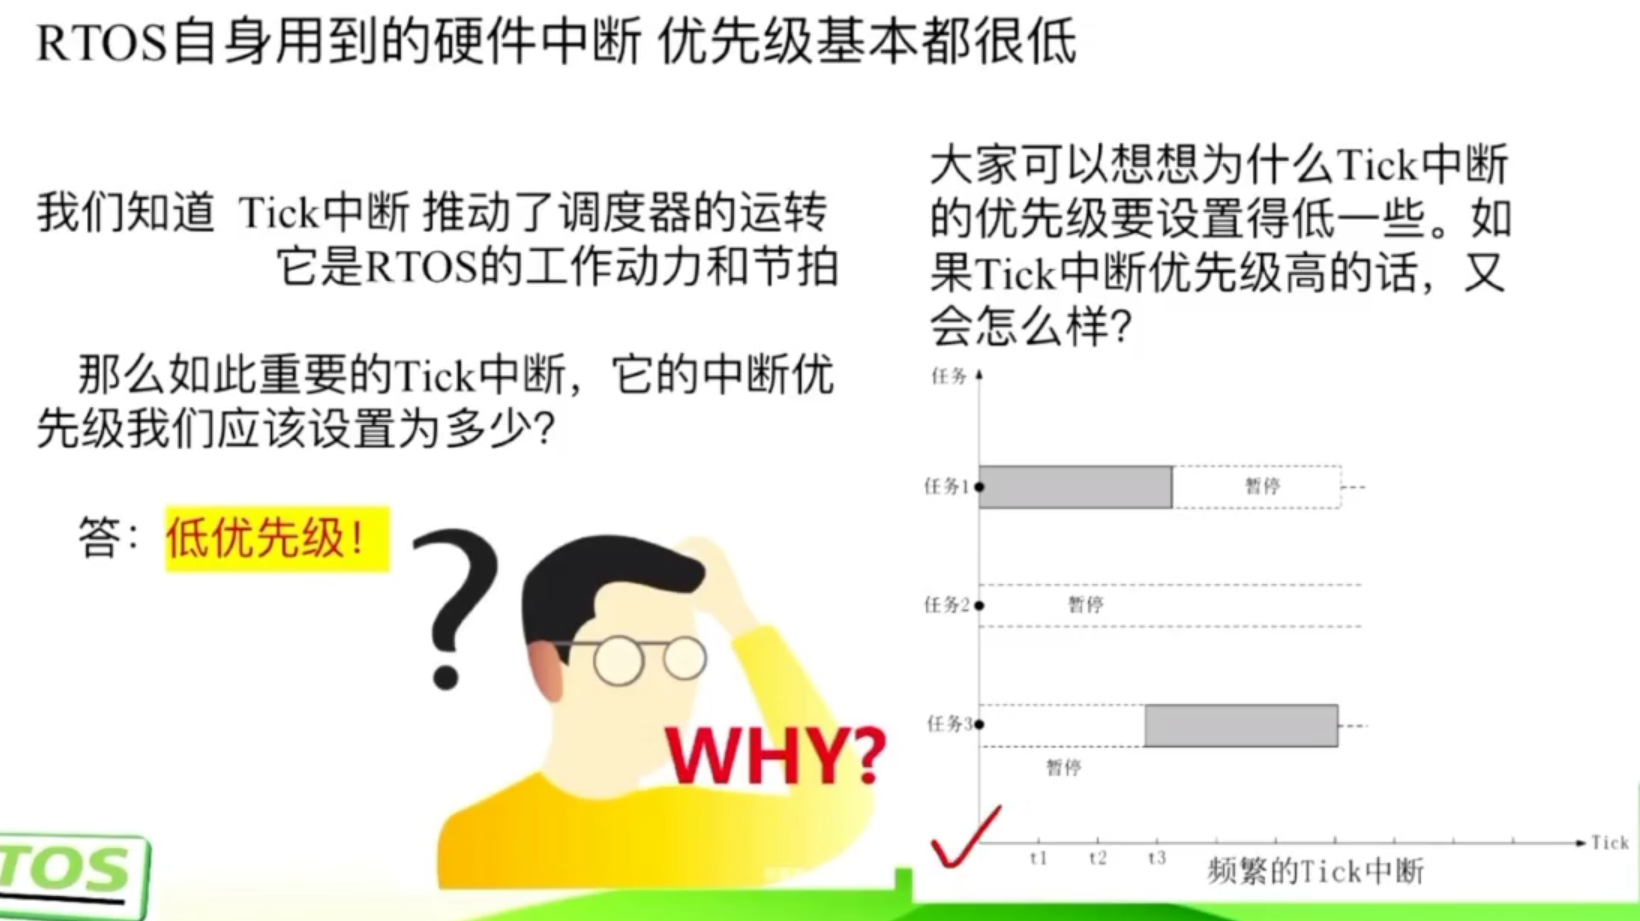 RTOS自身用到的硬件中断 优先级基本都很低
我们知道 Tick中断 推动了调度器的运转
它是RTOS的工作动力和节拍
那么如此重要的Tick中断，它的中断优
先级我们应该设置为多少？
答：低优先级！
?
WHY?
TOS
大家可以想想为什么Tick中断
的优先级要设置得低一些。如
果Tick中断优先级高的话，又
会怎么样？
任务
任务1
暂停
任务2
暂停
任务3
暂停
t1 t2 t3
Tick
频繁的Tick中断